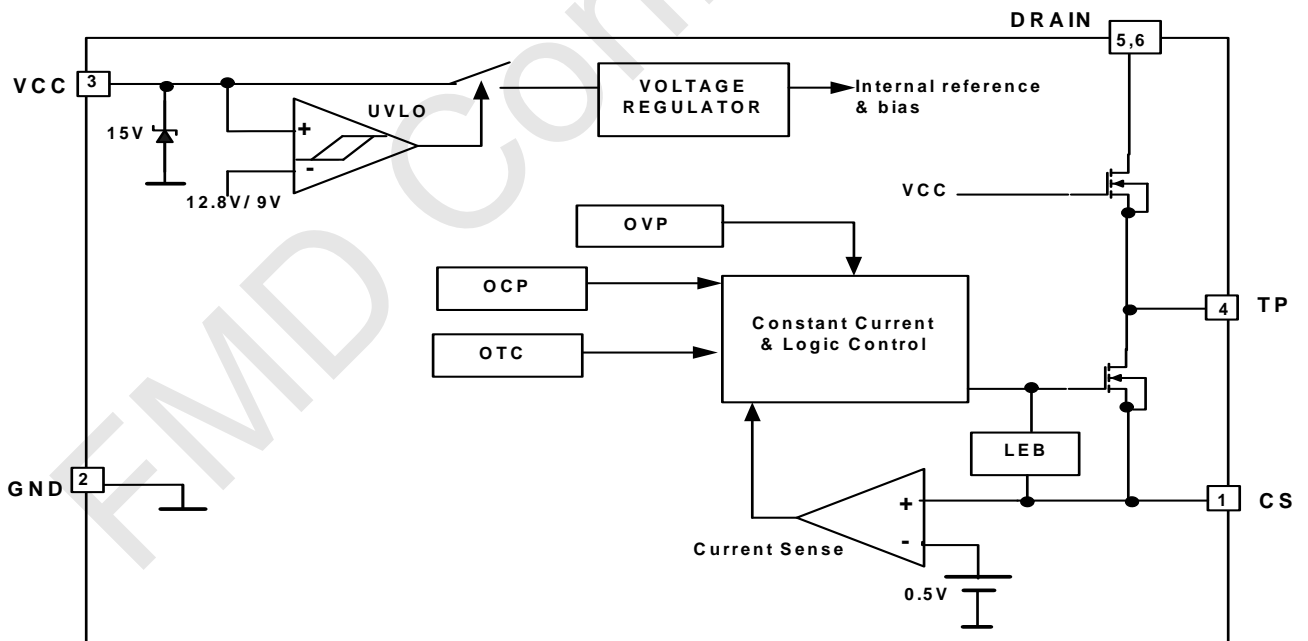 DRAIN
5,6
VCC
3
15V
UVLO
+
-
12.8V/ 9V
VOLTAGE
REGULATOR
Internal reference
& bias
VCC
OVP
OCP
OTC
Constant Current
& Logic Control
4
TP
LEB
GND
2
+
-
Current Sense
0.5V
1
CS
FMD